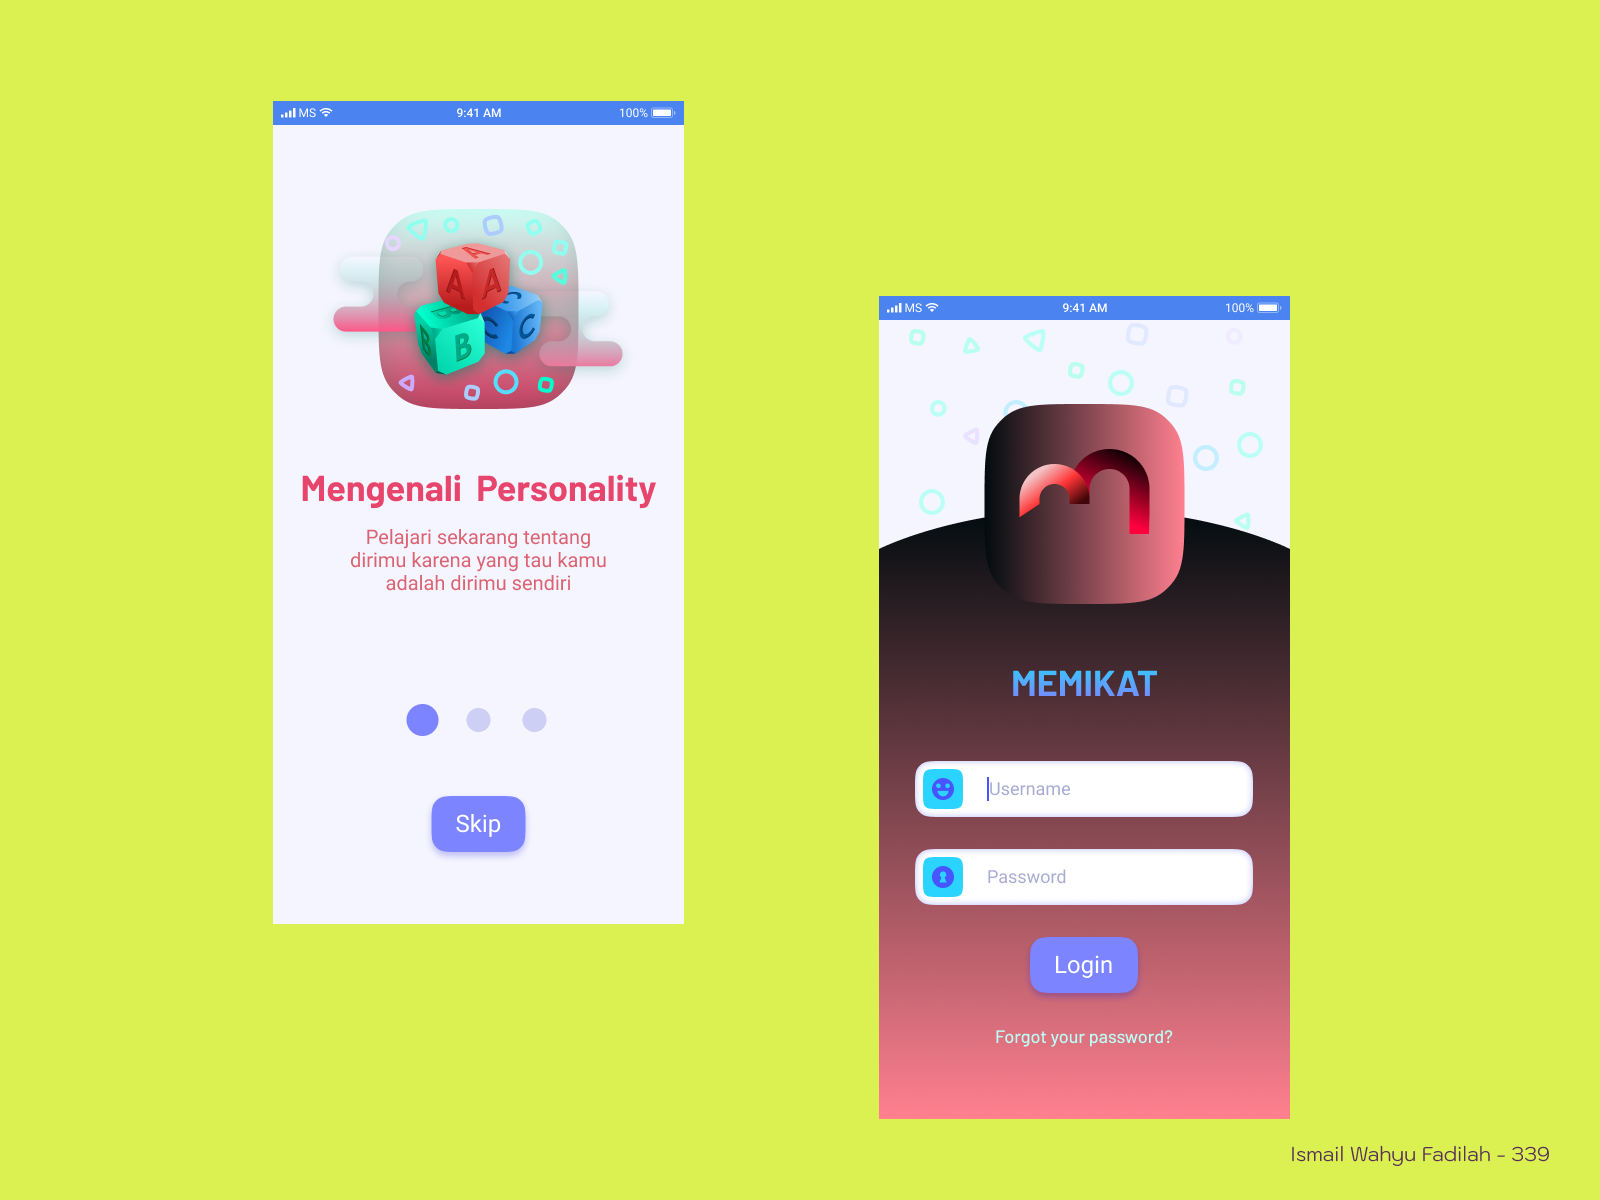 MS 9:41 AM 100%
A A A
B B C C C
B
Mengenali Personality
Pelajari sekarang tentang
dirimu karena yang tau kamu
adalah dirimu sendiri
Skip
MS 9:41 AM 100%
MEMIKAT
Username
Password
Login
Forgot your password?
Ismail Wahyu Fadilah - 339